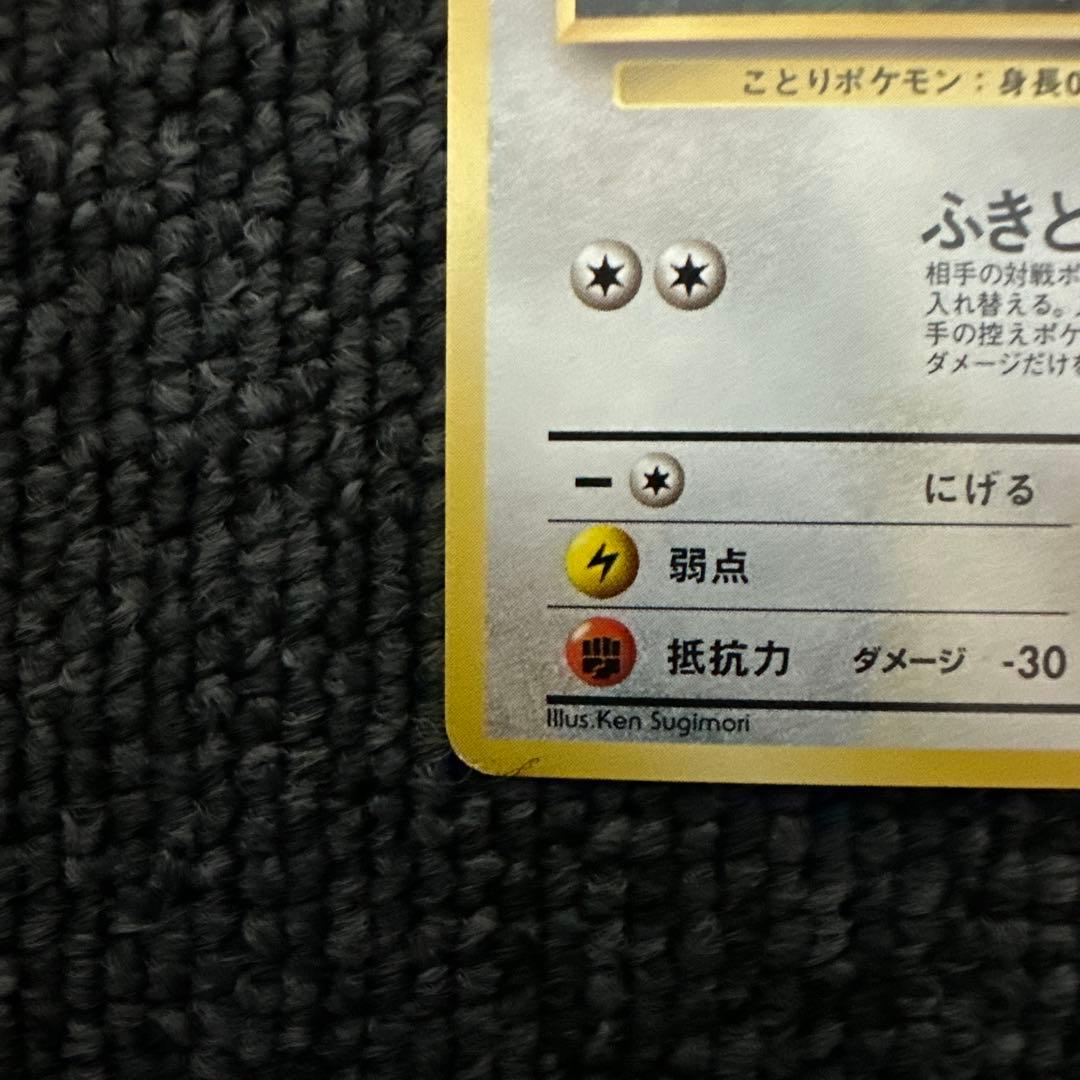 ことりポケモン：身長0
ふきと
相手の対戦ポ
入れ替える。
手の控えポケ
ダメージだけを
− にげる
弱点
抵抗力 ダメージ -30
Illus.Ken Sugimori